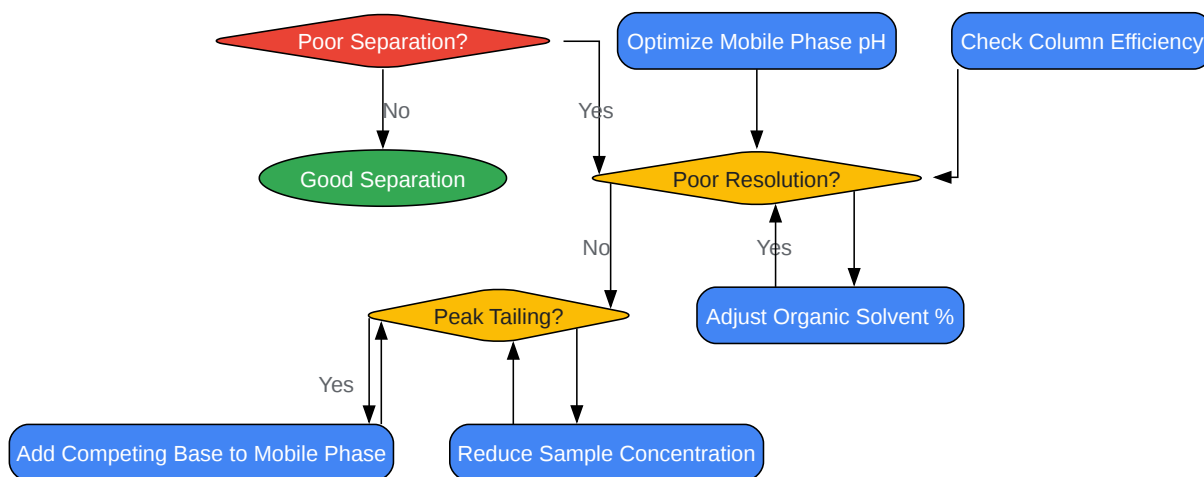 Poor Separation?
Optimize Mobile Phase pH
Check Column Efficiency
No
Yes
Good Separation
Poor Resolution?
No
Yes
Peak Tailing?
Adjust Organic Solvent %
Yes
Add Competing Base to Mobile Phase
Reduce Sample Concentration